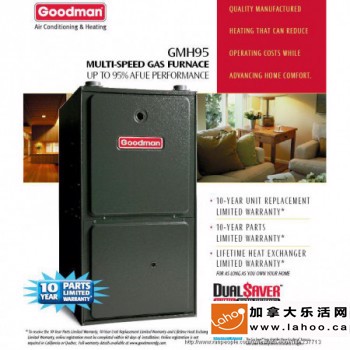 Goodman
Air Conditioning & Heating
GMH95
MULTI-SPEED GAS FURNACE
UP TO 95% AFUE PERFORMANCE
QUALITY MANUFACTURED
HEATING THAT CAN REDUCE
OPERATING COSTS WHILE
ADVANCING HOME COMFORT.
Goodman
· 10-YEAR UNIT REPLACEMENT
LIMITED WARRANTY*
· 10-YEAR PARTS
LIMITED WARRANTY*
· LIFETIME HEAT EXCHANGER
LIMITED WARRANTY*
FOR AS LONG AS YOU OWN YOUR HOME
10 YEAR
PARTS
LIMITED
WARRANTY*
DUALSAVER
Lahoo.ca
加拿大乐活网
www.lahoo.ca